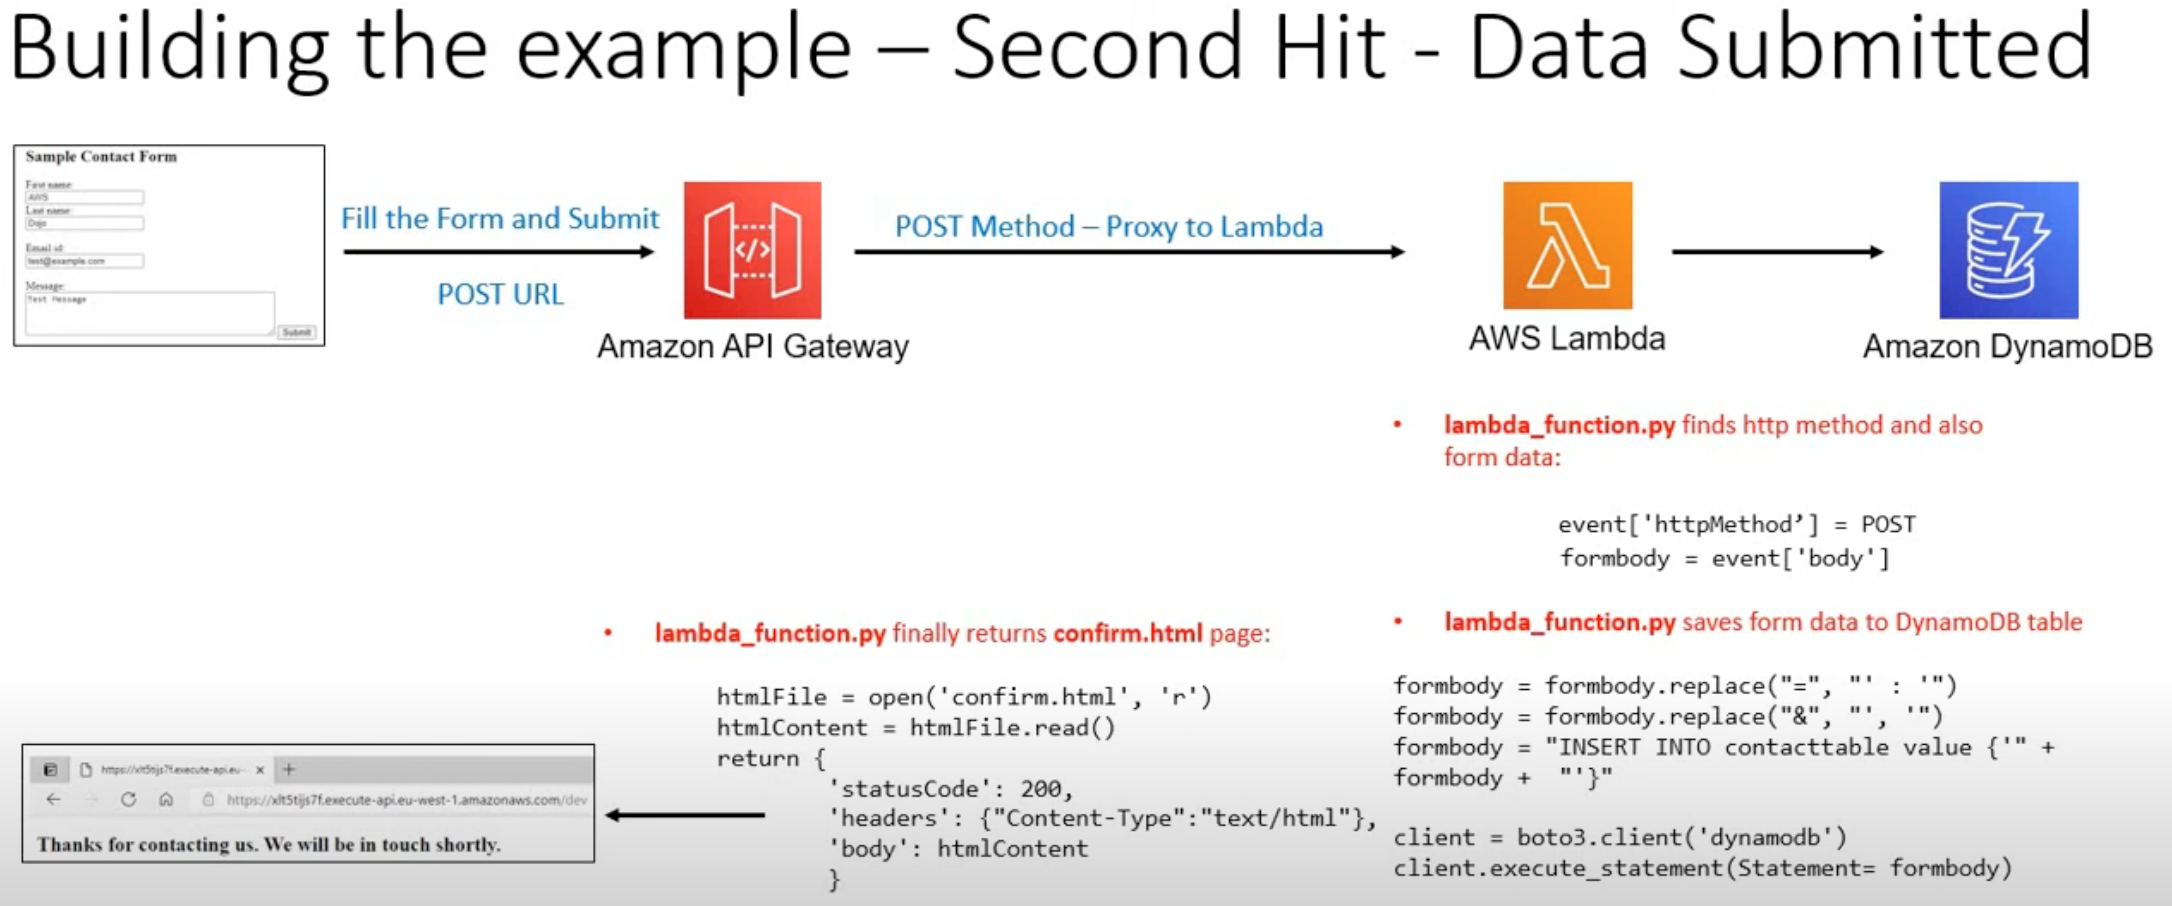 Building the example – Second Hit - Data Submitted
Sample Contact Form
First name:
AWS
Last name:
Dojo
Email id:
test@example.com
Message:
Test Message
Submit
Fill the Form and Submit
POST URL
Amazon API Gateway
POST Method – Proxy to Lambda
AWS Lambda
Amazon DynamoDB
• lambda_function.py finds http method and also
form data:
event['httpMethod’] = POST
formbody = event['body']
• lambda_function.py saves form data to DynamoDB table
formbody = formbody.replace("=", "' : '")
formbody = formbody.replace("&", "', '")
formbody = "INSERT INTO contacttable value {'" +
formbody + "'}"
client = boto3.client('dynamodb')
client.execute_statement(Statement= formbody)
• lambda_function.py finally returns confirm.html page:
htmlFile = open('confirm.html', 'r')
htmlContent = htmlFile.read()
return {
'statusCode': 200,
'headers': {"Content-Type":"text/html"},
'body': htmlContent
}
https://xlt5tijs7f.execute-api.eu-
https://xlt5tijs7f.execute-api.eu-west-1.amazonaws.com/dev
Thanks for contacting us. We will be in touch shortly.